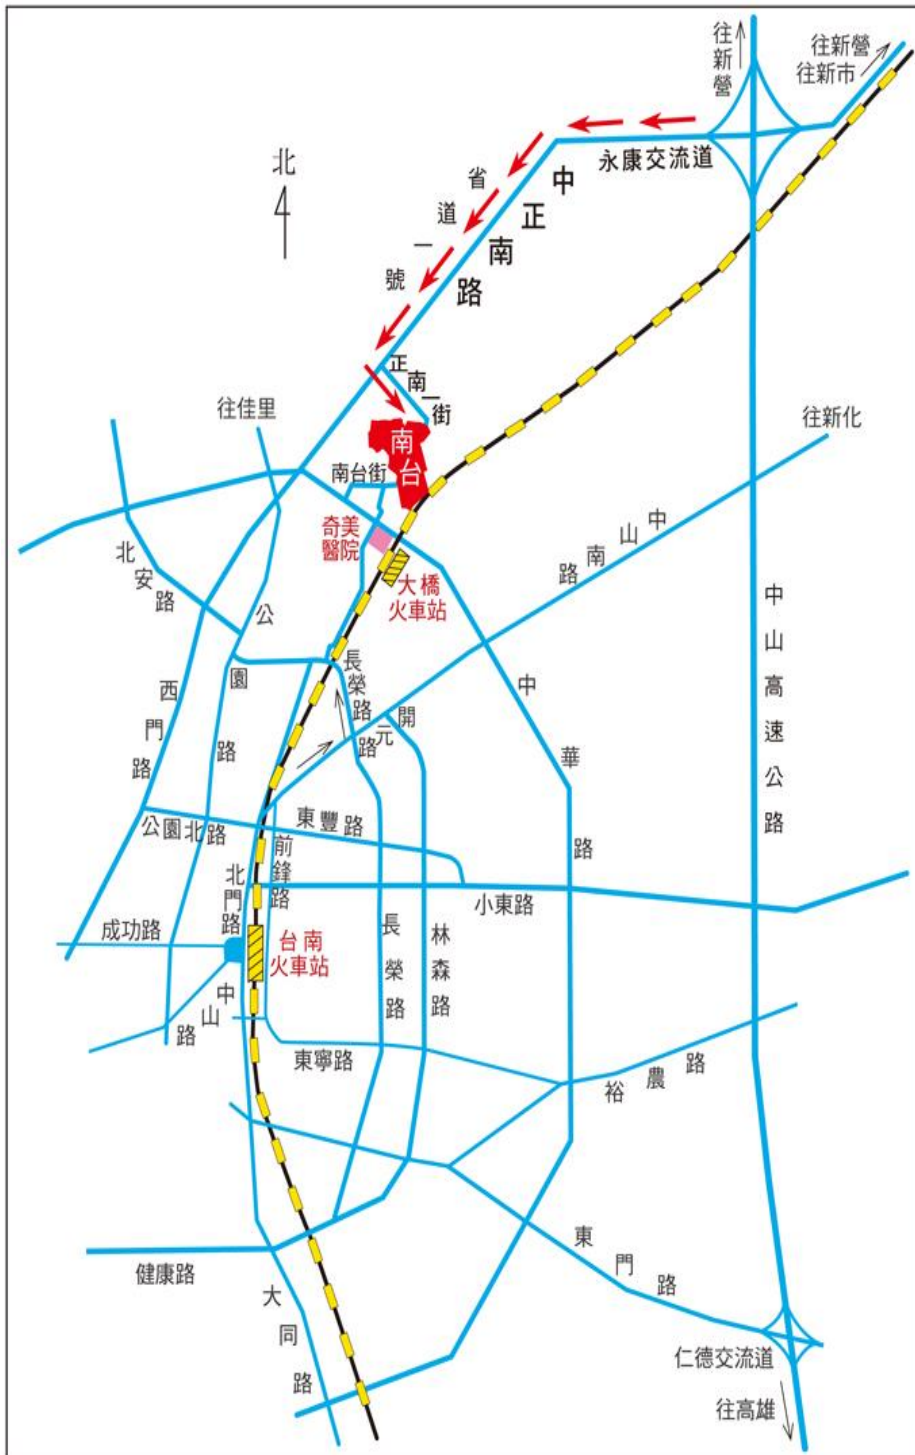 往新營
往新營
往新市
永康交流道
北
省道一號
中正南路
正南一街
往佳里
往新化
南台
南台街
奇美
醫院
大橋
火車站
中山南路
北安路
公園路
西門路
長榮路
開元路
中華路
中山高速公路
公園北路
東豐路
前鋒路
北門路
小東路
成功路
台南
火車站
長榮路
林森路
中山路
東寧路
裕農路
東門路
健康路
大同路
仁德交流道
往高雄